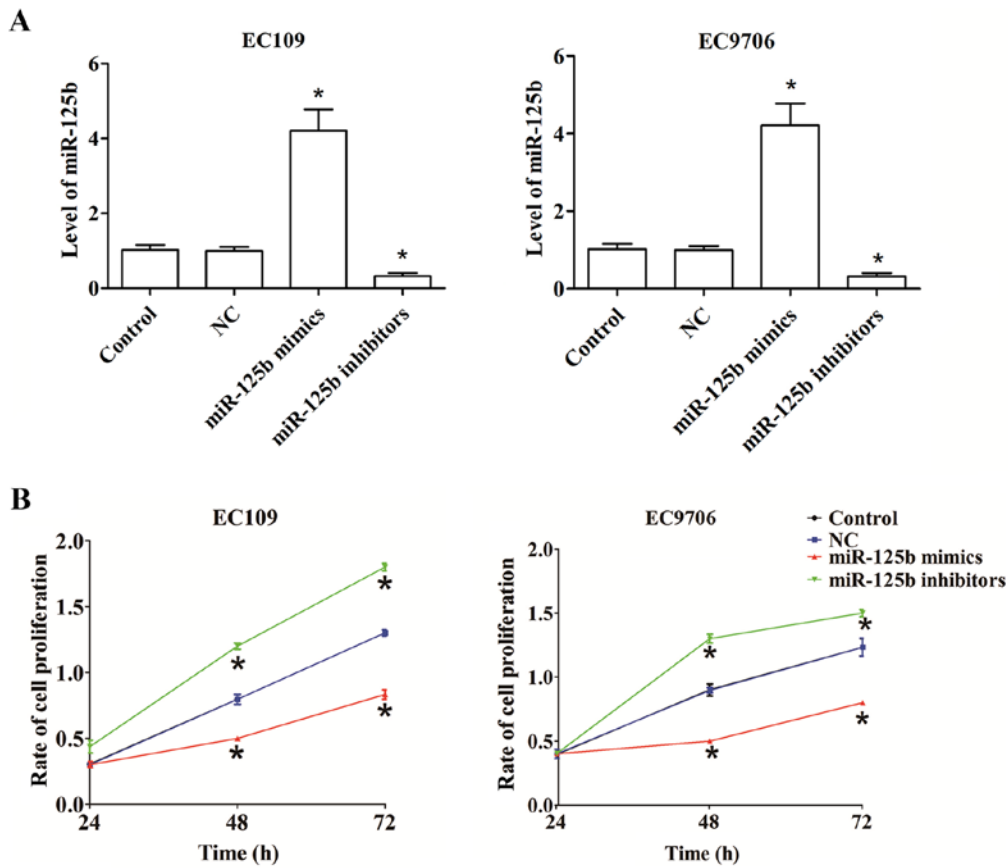 A
EC109
Level of miR-125b
6
4
2
0
*
*
Control
NC
miR-125b mimics
miR-125b inhibitors
EC9706
Level of miR-125b
6
4
2
0
*
*
Control
NC
miR-125b mimics
miR-125b inhibitors
B
EC109
Rate of cell proliferation
2.0
1.5
1.0
0.5
0.0
*
*
*
*
24 48 72
Time (h)
EC9706
Control
NC
miR-125b mimics
miR-125b inhibitors
Rate of cell proliferation
2.0
1.5
1.0
0.5
0.0
*
*
*
*
24 48 72
Time (h)